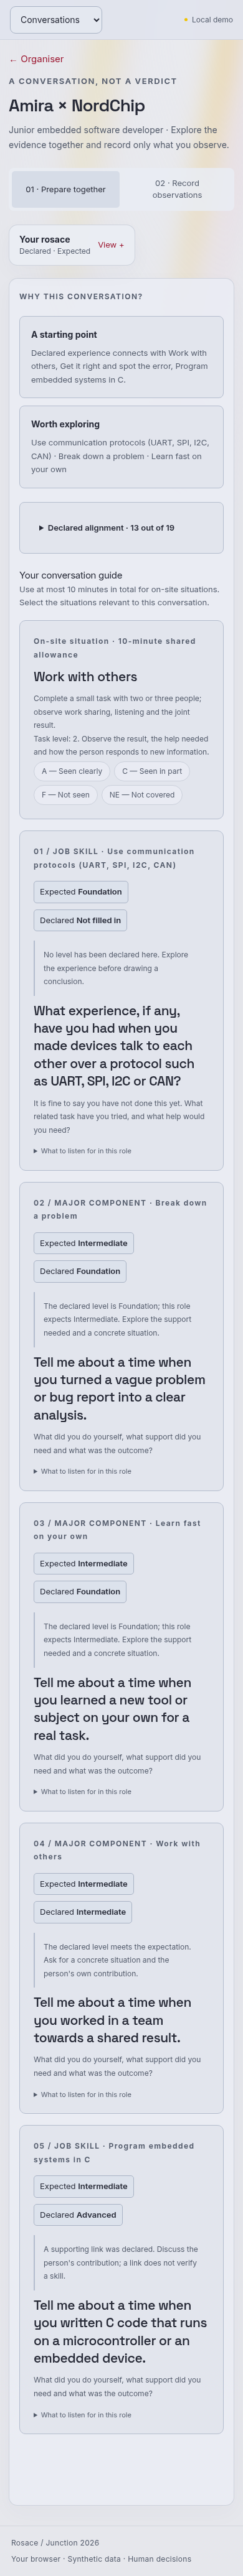 Conversations
Local demo
← Organiser
A CONVERSATION, NOT A VERDICT
Amira × NordChip
Junior embedded software developer · Explore the
evidence together and record only what you observe.
01 · Prepare together
02 · Record
observations
Your rosace
Declared · Expected
View +
WHY THIS CONVERSATION?
A starting point
Declared experience connects with Work with
others, Get it right and spot the error, Program
embedded systems in C.
Worth exploring
Use communication protocols (UART, SPI, I2C,
CAN) · Break down a problem · Learn fast on
your own
▶ Declared alignment · 13 out of 19
Your conversation guide
Use at most 10 minutes in total for on-site situations.
Select the situations relevant to this conversation.
On-site situation · 10-minute shared
allowance
Work with others
Complete a small task with two or three people;
observe work sharing, listening and the joint
result.
Task level: 2. Observe the result, the help needed
and how the person responds to new information.
A — Seen clearly
C — Seen in part
F — Not seen
NE — Not covered
01 / JOB SKILL · Use communication
protocols (UART, SPI, I2C, CAN)
Expected Foundation
Declared Not filled in
No level has been declared here. Explore
the experience before drawing a
conclusion.
What experience, if any,
have you had when you
made devices talk to each
other over a protocol such
as UART, SPI, I2C or CAN?
It is fine to say you have not done this yet. What
related task have you tried, and what help would
you need?
▶ What to listen for in this role
02 / MAJOR COMPONENT · Break down
a problem
Expected Intermediate
Declared Foundation
The declared level is Foundation; this role
expects Intermediate. Explore the support
needed and a concrete situation.
Tell me about a time when
you turned a vague problem
or bug report into a clear
analysis.
What did you do yourself, what support did you
need and what was the outcome?
▶ What to listen for in this role
03 / MAJOR COMPONENT · Learn fast
on your own
Expected Intermediate
Declared Foundation
The declared level is Foundation; this role
expects Intermediate. Explore the support
needed and a concrete situation.
Tell me about a time when
you learned a new tool or
subject on your own for a
real task.
What did you do yourself, what support did you
need and what was the outcome?
▶ What to listen for in this role
04 / MAJOR COMPONENT · Work with
others
Expected Intermediate
Declared Intermediate
The declared level meets the expectation.
Ask for a concrete situation and the
person's own contribution.
Tell me about a time when
you worked in a team
towards a shared result.
What did you do yourself, what support did you
need and what was the outcome?
▶ What to listen for in this role
05 / JOB SKILL · Program embedded
systems in C
Expected Intermediate
Declared Advanced
A supporting link was declared. Discuss the
person's contribution; a link does not verify
a skill.
Tell me about a time when
you written C code that runs
on a microcontroller or an
embedded device.
What did you do yourself, what support did you
need and what was the outcome?
▶ What to listen for in this role
Rosace / Junction 2026
Your browser · Synthetic data · Human decisions